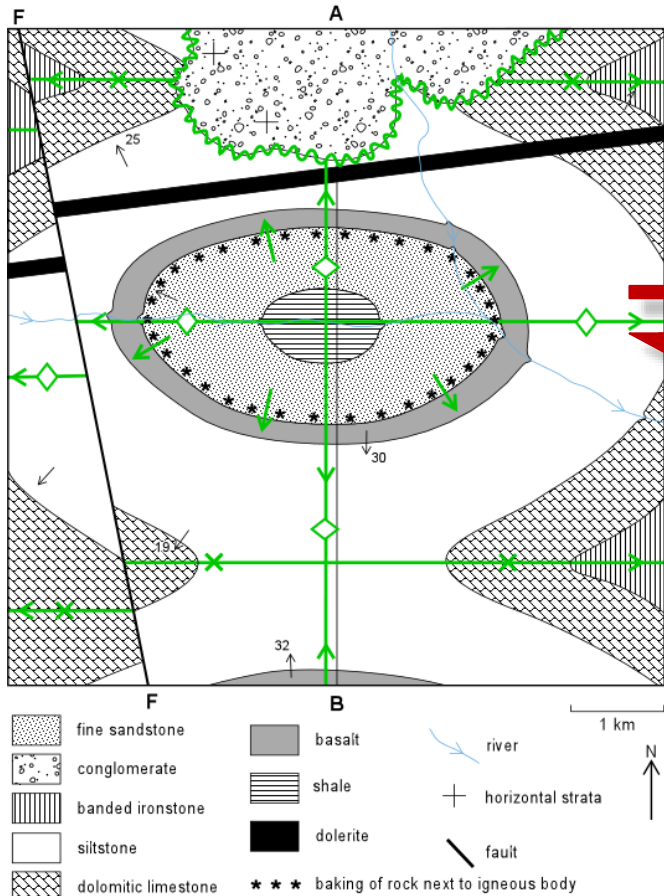 F
A
25
30
19
32
F
B
1 km
N
fine sandstone
conglomerate
banded ironstone
siltstone
dolomitic limestone
basalt
shale
dolerite
baking of rock next to igneous body
river
horizontal strata
fault